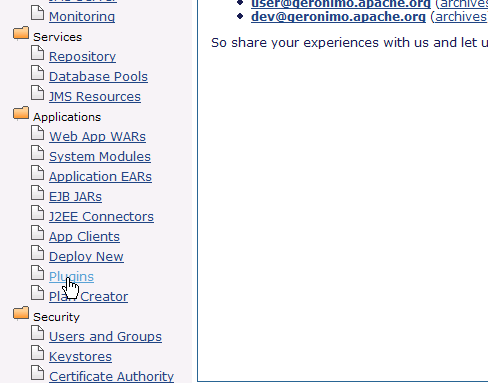 Monitoring
Services
Repository
Database Pools
JMS Resources
Applications
Web App WARs
System Modules
Application EARs
EJB JARs
J2EE Connectors
App Clients
Deploy New
Plugins
Plan Creator
Security
Users and Groups
Keystores
Certificate Authority
user@geronimo.apache.org (archives
dev@geronimo.apache.org (archives
So share your experiences with us and let u